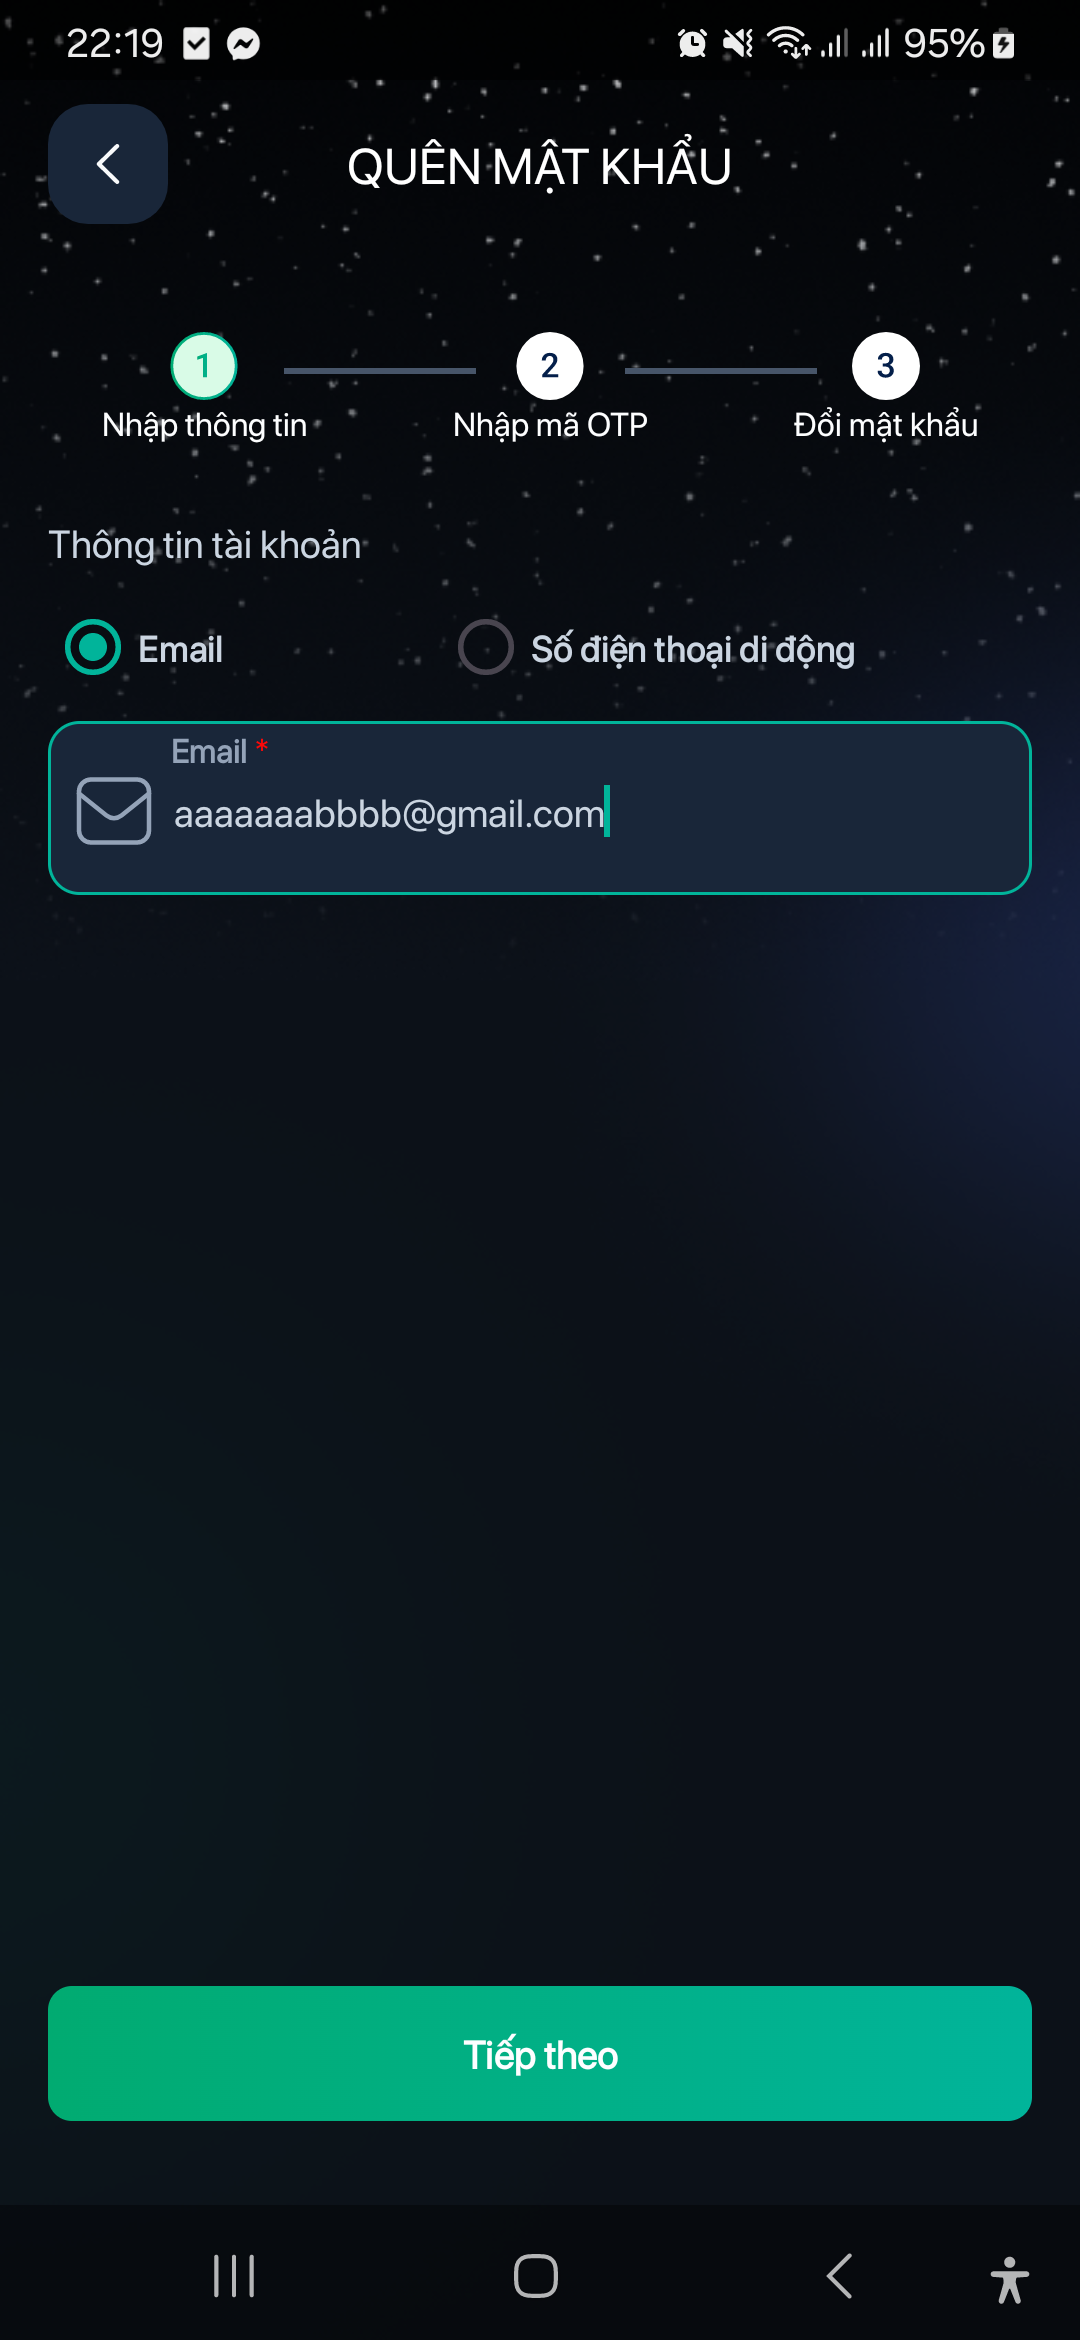 22:19 95%
QUÊN MẬT KHẨU
1 2 3
Nhập thông tin Nhập mã OTP Đổi mật khẩu
Thông tin tài khoản
Email Số điện thoại di động
Email *
aaaaaaabbbb@gmail.com
Tiếp theo